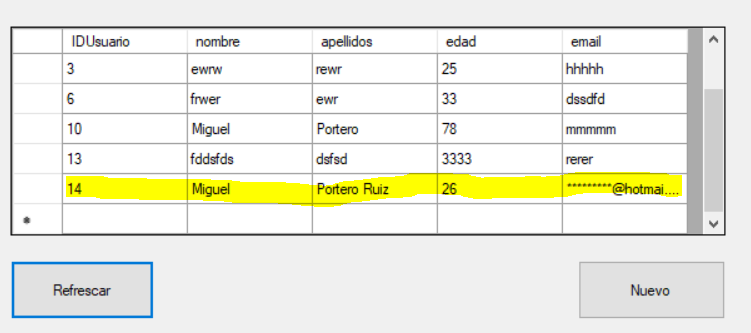 IDUsuario nombre apellidos edad email
3 ewrw rewr 25 hhhhh
6 frwer ewr 33 dssdfd
10 Miguel Portero 78 mmmmm
13 fddsfds dsfsd 3333 rerer
14 Miguel Portero Ruiz 26 *********@hotmai....
*
Refrescar Nuevo